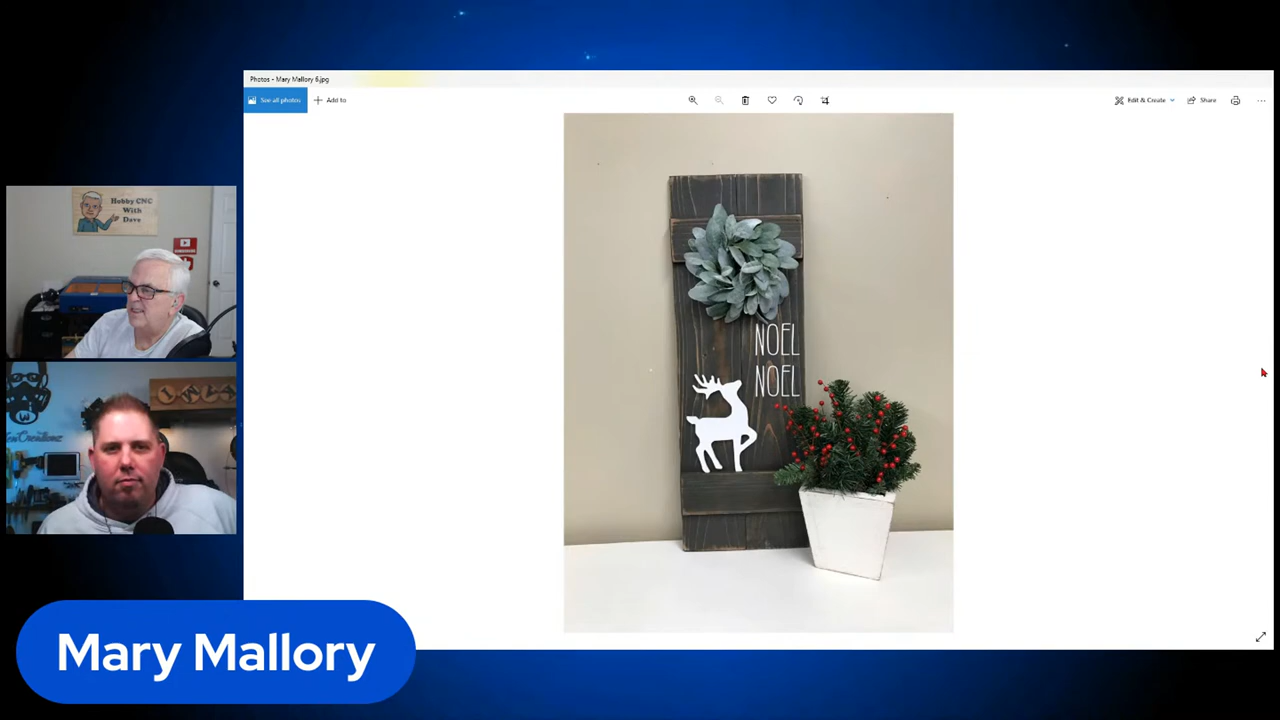 Photos - Mary Mallory 6.jpg
See all photos
Add to
Edit & Create
Share
Hobby CNC
With
Dave
NOEL
NOEL
Mary Mallory